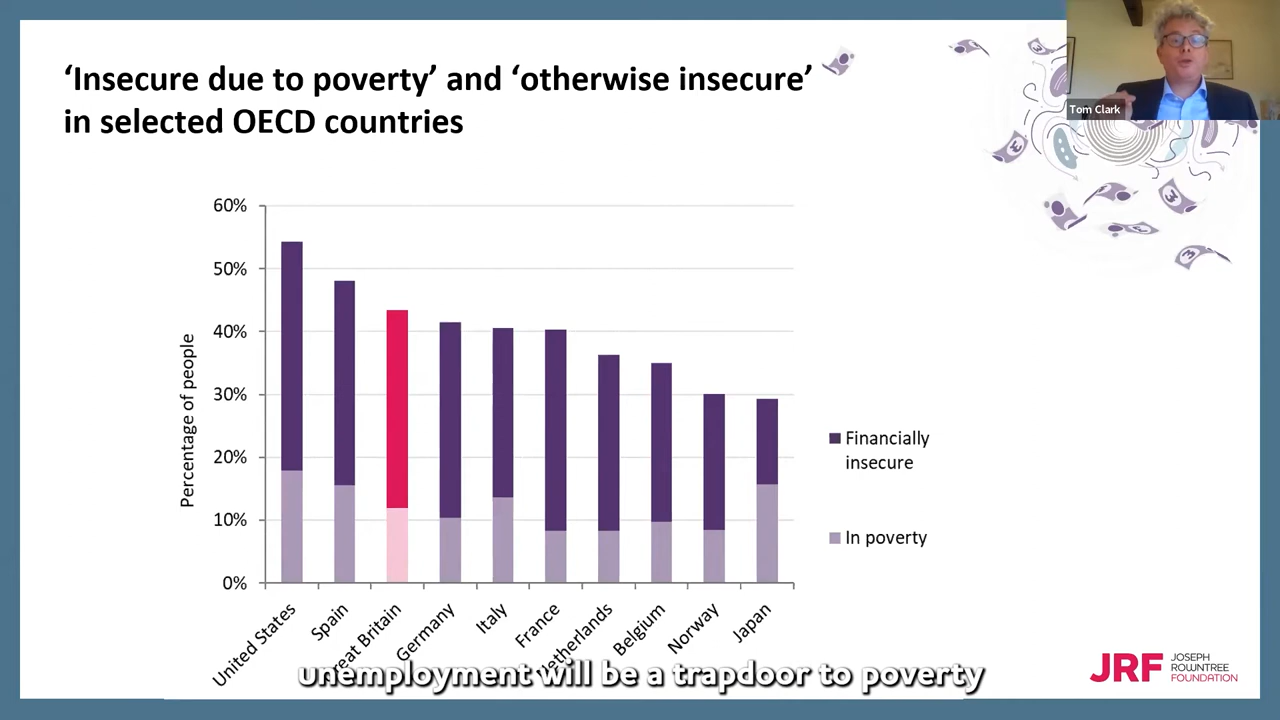 ‘Insecure due to poverty’ and ‘otherwise insecure’
in selected OECD countries
Tom Clark
60%
50%
40%
30%
20%
10%
0%
Percentage of people
United States
Spain
reat Britain
Germany
Italy
France
etherlands
Belgium
Norway
Japan
Financially
insecure
In poverty
unemployment will be a trapdoor to poverty
JRF
JOSEPH
ROWNTREE
FOUNDATION